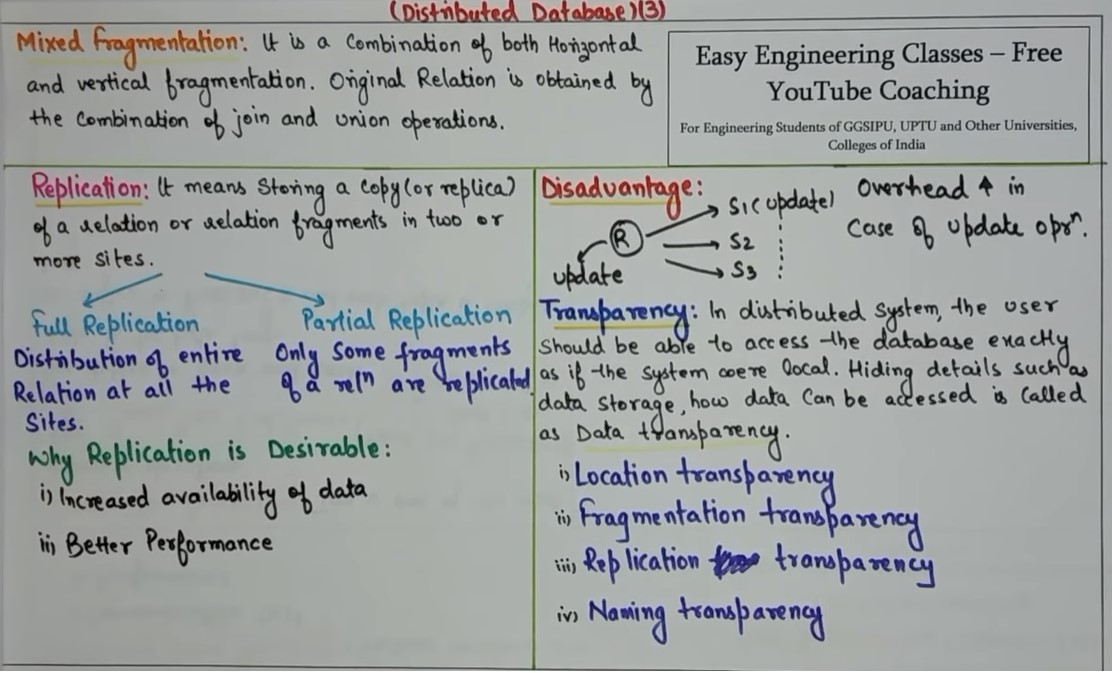 (Distributed Database)(3)
Mixed fragmentation: It is a Combination of both Horizontal
and vertical fragmentation. Original Relation is obtained by
the Combination of join and union operations.
Easy Engineering Classes – Free
YouTube Coaching
For Engineering Students of GGSIPU, UPTU and Other Universities,
Colleges of India
Replication: It means Storing a Copy (or replica)
of a relation or relation fragments in two or
more sites.
Full Replication
Partial Replication
Distribution of entire
Relation at all the
Sites.
Only Some fragments
of a relⁿ are replicated
Why Replication is Desirable:
i) Increased availability of data
ii) Better Performance
Disadvantage:
R
S1 (update)
S2
S3
update
Overhead ↑ in
Case of update oprⁿ.
Transparency: In distributed system, the user
Should be able to access the database exactly
as if the system were local. Hiding details such as
data storage, how data Can be accessed is Called
as Data transparency.
i) Location transparency
ii) Fragmentation transparency
iii) Replication transparency
iv) Naming transparency